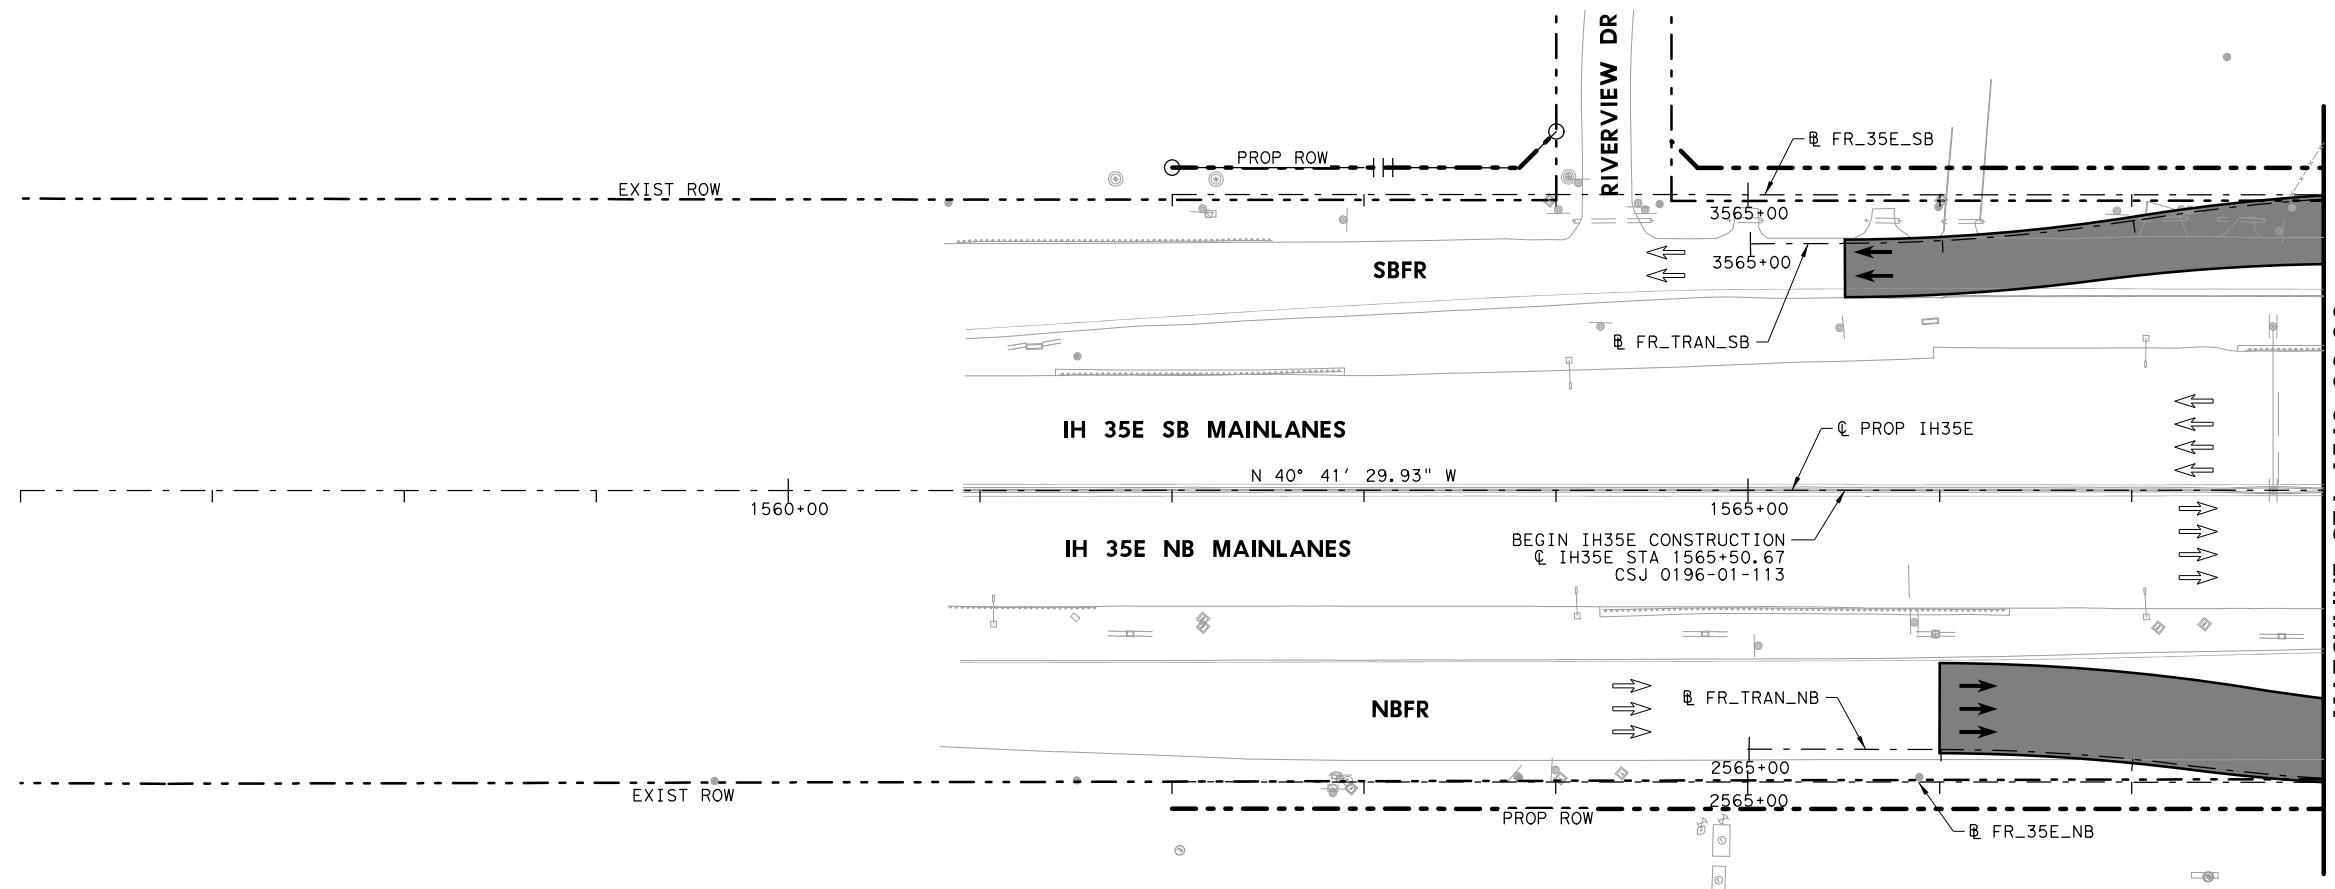 RIVERVIEW DR
℄ FR_35E_SB
PROP ROW
EXIST ROW
3565+00
3565+00
SBFR
FR_TRAN_SB
IH 35E SB MAINLANES
℄ PROP IH35E
N 40° 41' 29.93" W
1560+00
1565+00
BEGIN IH35E CONSTRUCTION
℄ IH35E STA 1565+50.67
CSJ 0196-01-113
IH 35E NB MAINLANES
FR_TRAN_NB
NBFR
2565+00
EXIST ROW
2565+00
PROP ROW
FR_35E_NB